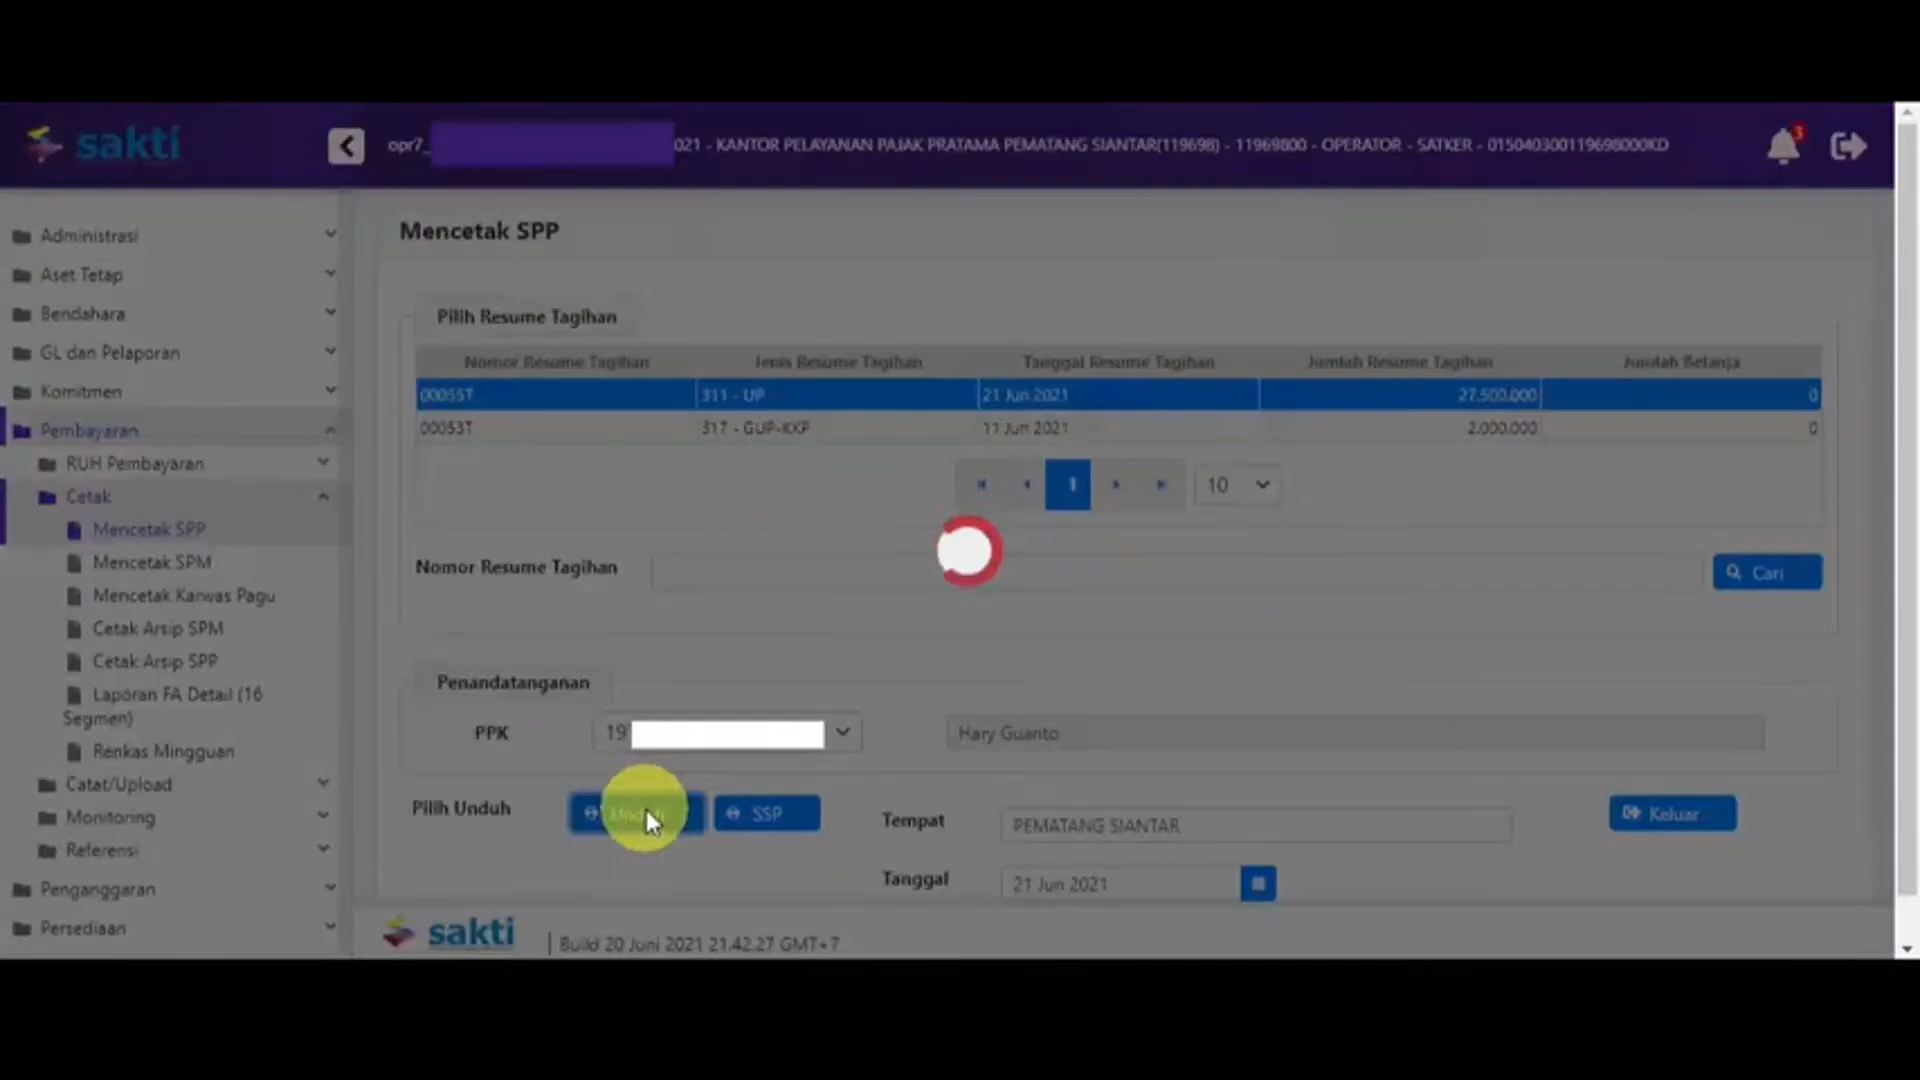 sakti
opr7_ 021 - KANTOR PELAYANAN PAJAK PRATAMA PEMATANG SIANTAR(119698) - 11969800 - OPERATOR - SATKER - 015040300119698000KD
3
Administrasi
Aset Tetap
Bendahara
GL dan Pelaporan
Komitmen
Pembayaran
RUH Pembayaran
Cetak
Mencetak SPP
Mencetak SPM
Mencetak Karwas Pagu
Cetak Arsip SPM
Cetak Arsip SPP
Laporan FA Detail (16
Segmen)
Renkas Mingguan
Catat/Upload
Monitoring
Referensi
Penganggaran
Persediaan
Mencetak SPP
Pilih Resume Tagihan
Nomor Resume Tagihan Jenis Resume Tagihan Tanggal Resume Tagihan Jumlah Resume Tagihan Jumlah Belanja
00055T 311 - UP 21 Jun 2021 27.500.000 0
00053T 317 - GUP-KKP 11 Jun 2021 2.000.000 0
1 10
Nomor Resume Tagihan Cari
Penandatanganan
PPK 19 Hary Guanto
Pilih Unduh Unduh SSP Tempat PEMATANG SIANTAR Keluar
Tanggal 21 Jun 2021
sakti | Build 20 Juni 2021 21.42.27 GMT+7